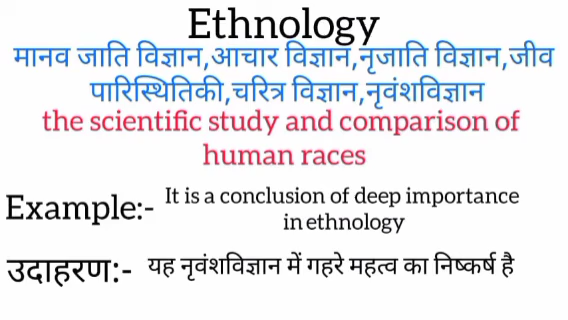 Ethnology
मानव जाति विज्ञान,आचार विज्ञान,नृजाति विज्ञान,जीव
पारिस्थितिकी,चरित्र विज्ञान,नृवंशविज्ञान
the scientific study and comparison of
human races
Example:- It is a conclusion of deep importance
in ethnology
उदाहरण:- यह नृवंशविज्ञान में गहरे महत्व का निष्कर्ष है